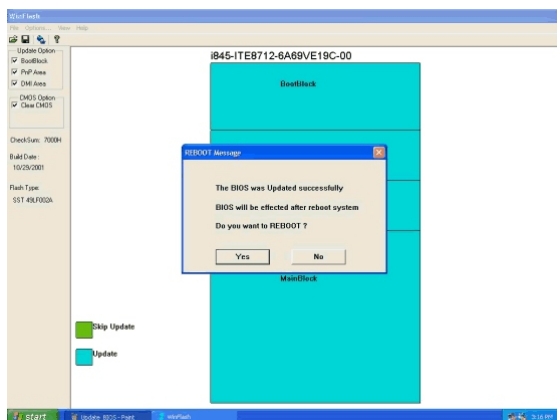 WinFlash
File Options... View Help
Update Option
BootBlock
PnP Area
DMI Area
CMOS Option
Clear CMOS
CheckSum: 7000H
Build Date :
10/29/2001
Flash Type:
SST 49LF002A
i845-ITE8712-6A69VE19C-00
BootBlock
REBOOT Message
The BIOS was Updated successfully
BIOS will be effected after reboot system
Do you want to REBOOT ?
Yes
No
MainBlock
Skip Update
Update
start
Update BIOS - Paint
WinFlash
3:16 PM